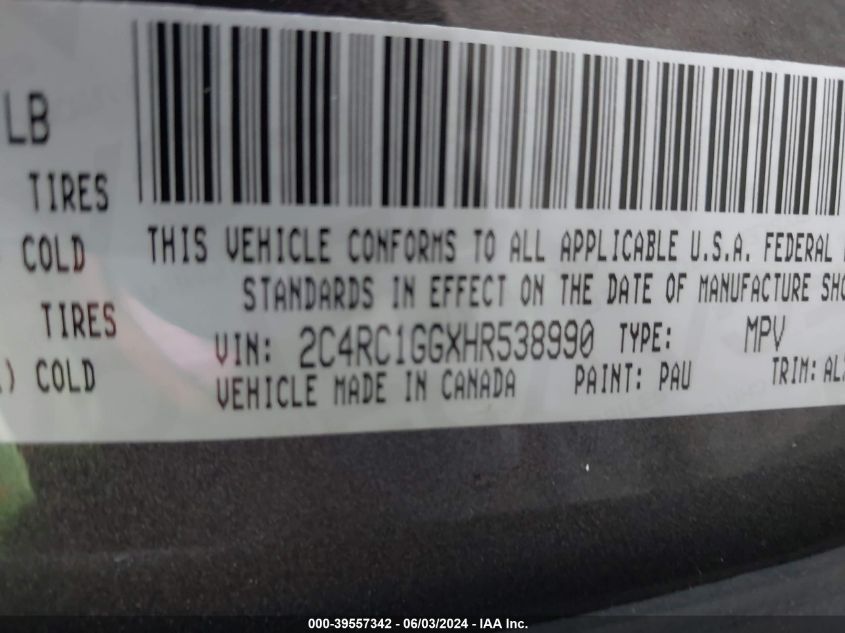 LB
TIRES
COLD
TIRES
) COLD
THIS VEHICLE CONFORMS TO ALL APPLICABLE U.S.A. FEDERAL
STANDARDS IN EFFECT ON THE DATE OF MANUFACTURE SHO
VIN: 2C4RC1GGXHR538990 TYPE: MPV
VEHICLE MADE IN CANADA PAINT: PAU TRIM: AL
000-39557342 - 06/03/2024 - IAA Inc.